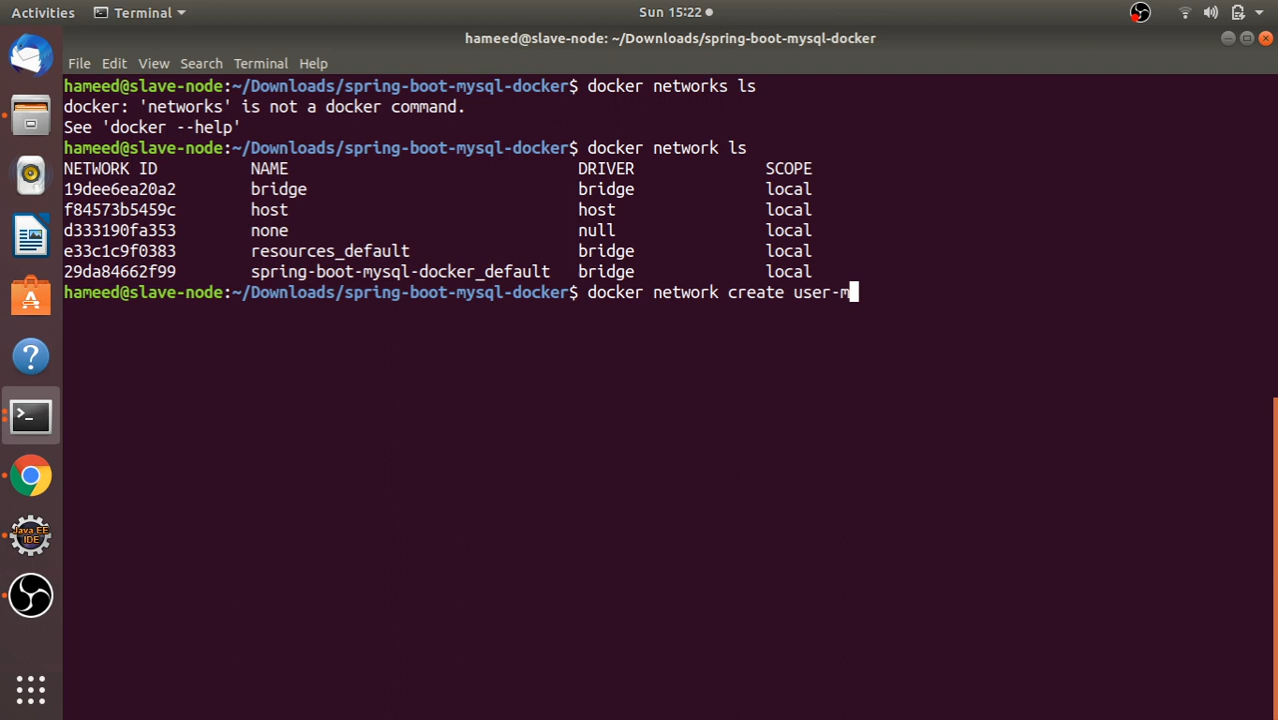 Activities Terminal Sun 15:22
hameed@slave-node: ~/Downloads/spring-boot-mysql-docker
File Edit View Search Terminal Help
hameed@slave-node:~/Downloads/spring-boot-mysql-docker$ docker networks ls
docker: 'networks' is not a docker command.
See 'docker --help'
hameed@slave-node:~/Downloads/spring-boot-mysql-docker$ docker network ls
NETWORK ID NAME DRIVER SCOPE
19dee6ea20a2 bridge bridge local
f84573b5459c host host local
d333190fa353 none null local
e33c1c9f0383 resources_default bridge local
29da84662f99 spring-boot-mysql-docker_default bridge local
hameed@slave-node:~/Downloads/spring-boot-mysql-docker$ docker network create user-m
Java EE
IDE